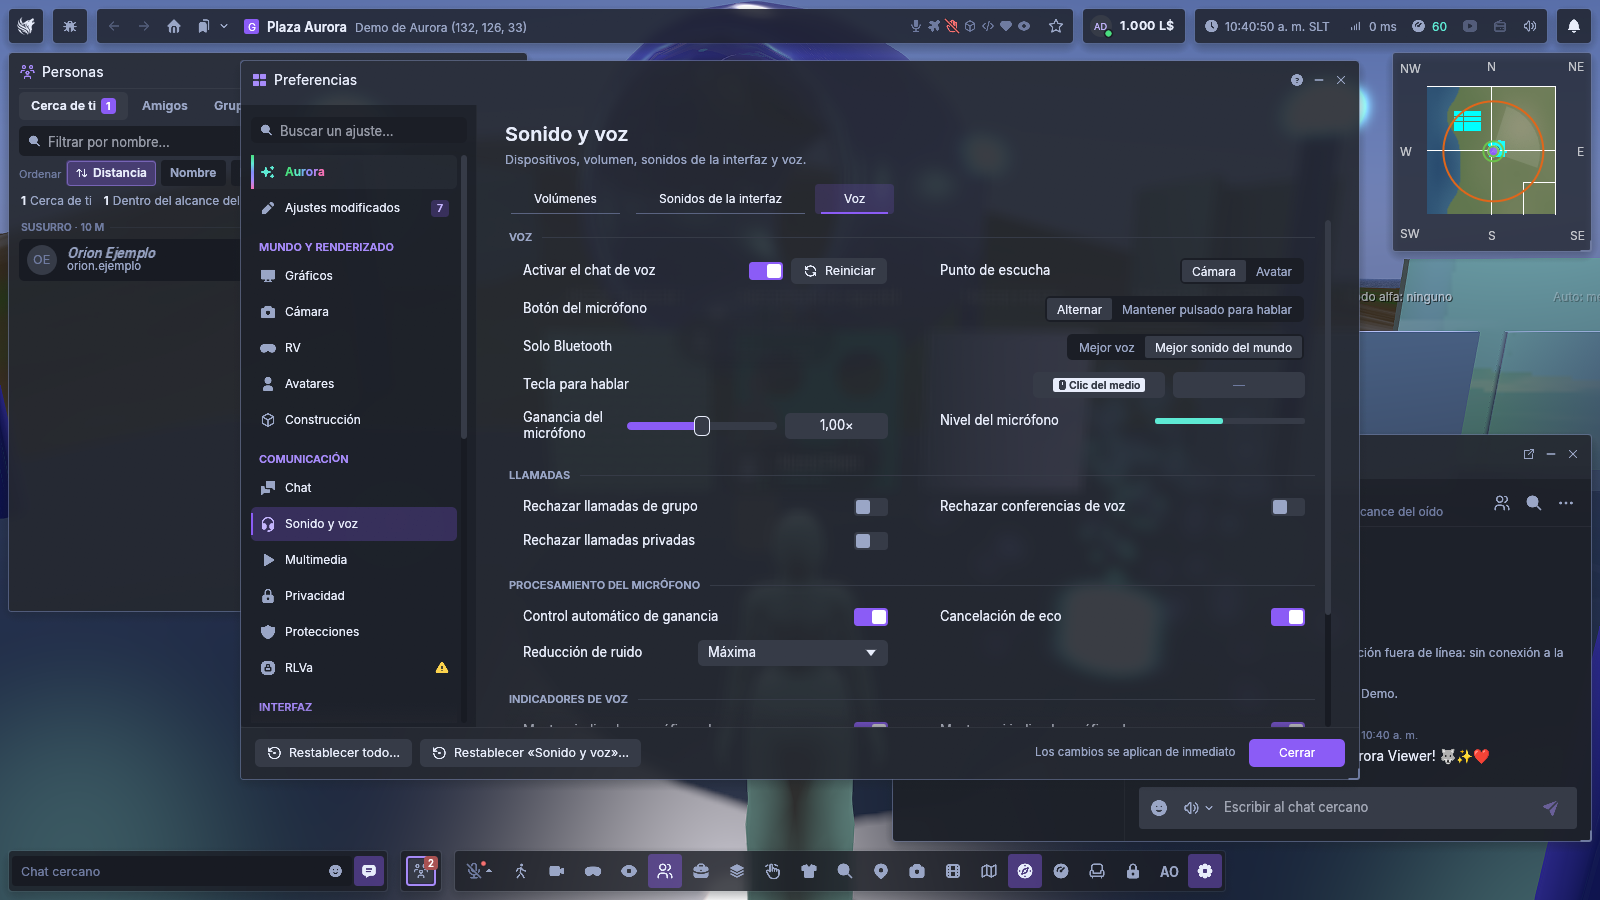 G Plaza Aurora Demo de Aurora (132, 126, 33)
AD 1.000 L$
10:40:50 a. m. SLT 0 ms 60
Personas
Cerca de ti 1 Amigos Grup
Filtrar por nombre...
Ordenar Distancia Nombre
1 Cerca de ti 1 Dentro del alcance del
SUSURRO · 10 M
OE Orion Ejemplo
orion.ejemplo
Preferencias
Buscar un ajuste...
Aurora
Ajustes modificados 7
MUNDO Y RENDERIZADO
Gráficos
Cámara
RV
Avatares
Construcción
COMUNICACIÓN
Chat
Sonido y voz
Multimedia
Privacidad
Protecciones
RLVa
INTERFAZ
Sonido y voz
Dispositivos, volumen, sonidos de la interfaz y voz.
Volúmenes Sonidos de la interfaz Voz
VOZ
Activar el chat de voz Reiniciar Punto de escucha Cámara Avatar
Botón del micrófono Alternar Mantener pulsado para hablar
Solo Bluetooth Mejor voz Mejor sonido del mundo
Tecla para hablar Clic del medio —
Ganancia del
micrófono 1,00× Nivel del micrófono
LLAMADAS
Rechazar llamadas de grupo Rechazar conferencias de voz
Rechazar llamadas privadas
PROCESAMIENTO DEL MICRÓFONO
Control automático de ganancia Cancelación de eco
Reducción de ruido Máxima
INDICADORES DE VOZ
Restablecer todo... Restablecer «Sonido y voz»... Los cambios se aplican de inmediato Cerrar
NW N NE
W E
SW S SE
do alfa: ninguno Auto: m
cance del oído
ción fuera de línea: sin conexión a la
Demo.
10:40 a. m.
rora Viewer! 🐺✨❤️
Escribir al chat cercano
Chat cercano
2
AO